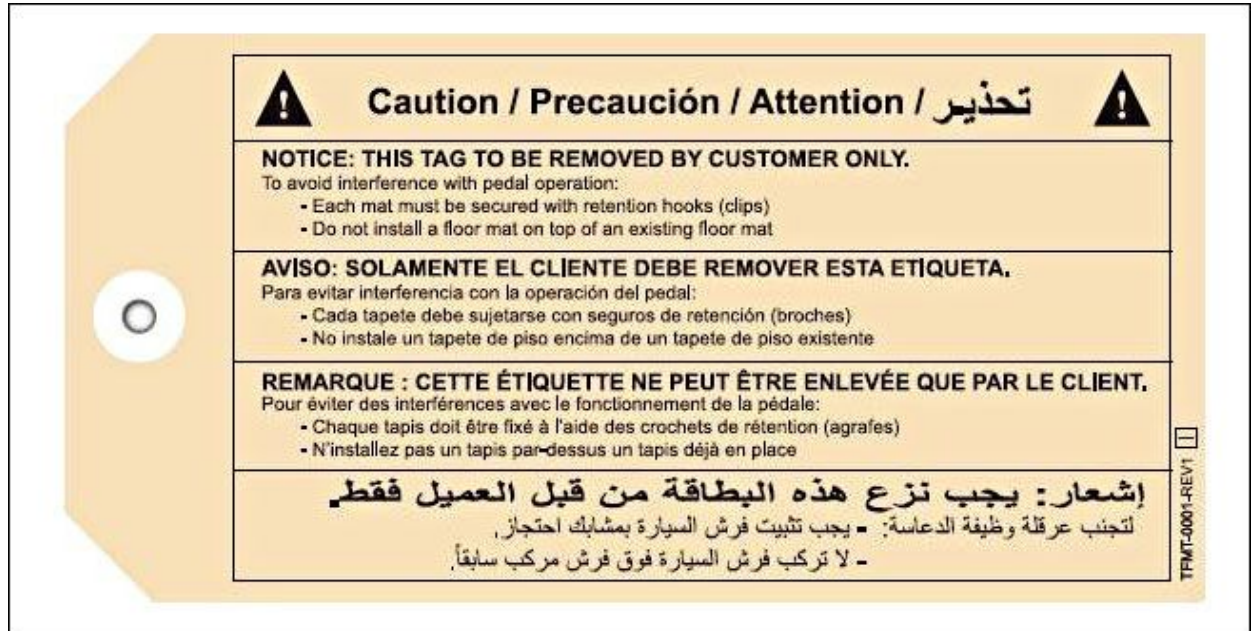 Caution / Precaución / Attention / تحذير
NOTICE: THIS TAG TO BE REMOVED BY CUSTOMER ONLY.
To avoid interference with pedal operation:
- Each mat must be secured with retention hooks (clips)
- Do not install a floor mat on top of an existing floor mat
AVISO: SOLAMENTE EL CLIENTE DEBE REMOVER ESTA ETIQUETA.
Para evitar interferencia con la operación del pedal:
- Cada tapete debe sujetarse con seguros de retención (broches)
- No instale un tapete de piso encima de un tapete de piso existente
REMARQUE : CETTE ÉTIQUETTE NE PEUT ÊTRE ENLEVÉE QUE PAR LE CLIENT.
Pour éviter des interférences avec le fonctionnement de la pédale:
- Chaque tapis doit être fixé à l'aide des crochets de rétention (agrafes)
- N'installez pas un tapis par-dessus un tapis déjà en place
إشعار: يجب نزع هذه البطاقة من قبل العميل فقط.
لتجنب عرقلة وظيفة الدعاسة: - يجب تثبيت فرش السيارة بمشابك احتجاز.
- لا تركب فرش السيارة فوق فرش مركب سابقاً.
TFMT-0001-REV1